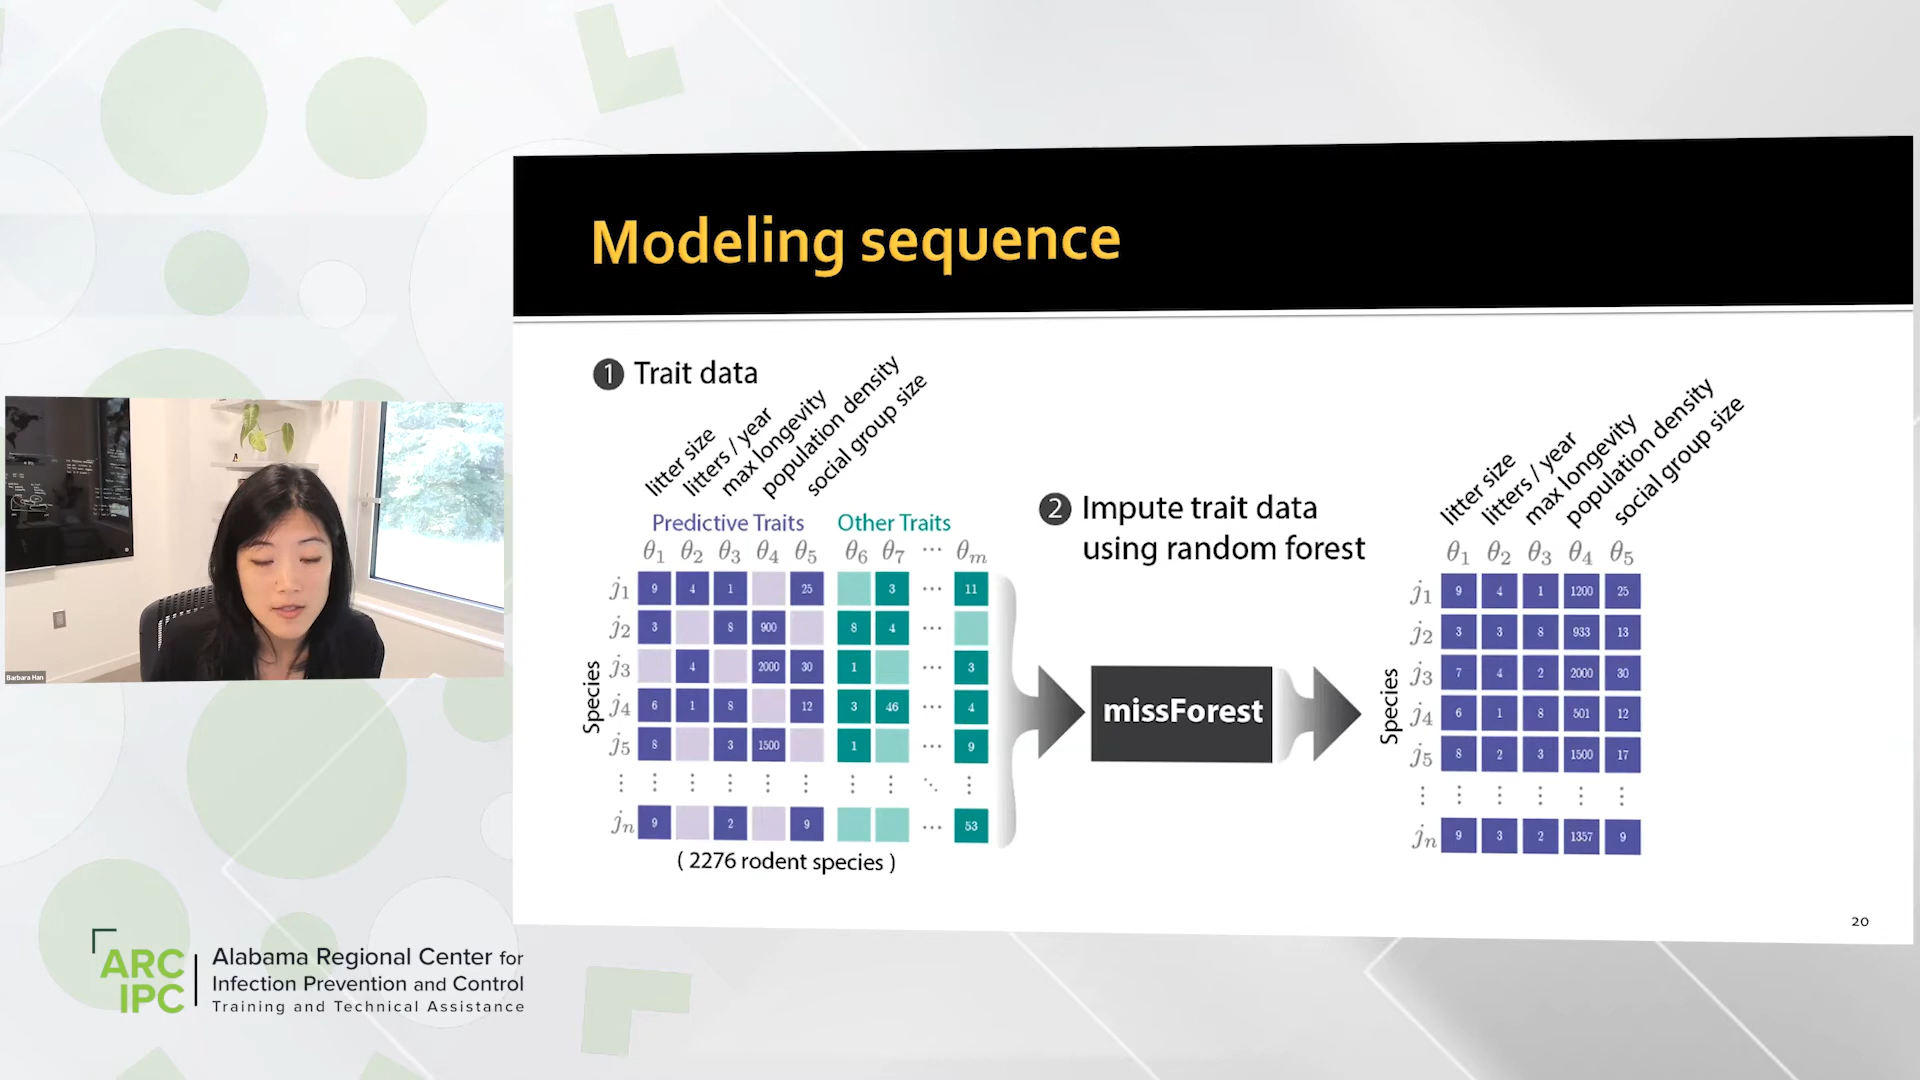 Modeling sequence
1 Trait data
litter size
litters / year
max longevity
population density
social group size
Predictive Traits Other Traits
θ1 θ2 θ3 θ4 θ5 θ6 θ7 ... θm
j1 9 4 1 25 3 ... 11
j2 3 8 900 8 4 ...
j3 4 2000 30 1 ... 3
j4 6 1 8 12 3 46 ... 4
j5 8 3 1500 1 ... 9
jn 9 2 9 ... 53
Species
( 2276 rodent species )
2 Impute trait data
using random forest
missForest
litter size
litters / year
max longevity
population density
social group size
θ1 θ2 θ3 θ4 θ5
j1 9 4 1 1200 25
j2 3 3 8 933 13
j3 7 4 2 2000 30
j4 6 1 8 501 12
j5 8 2 3 1500 17
jn 9 3 2 1357 9
Species
20
Barbara Han
ARC
IPC
Alabama Regional Center for
Infection Prevention and Control
Training and Technical Assistance